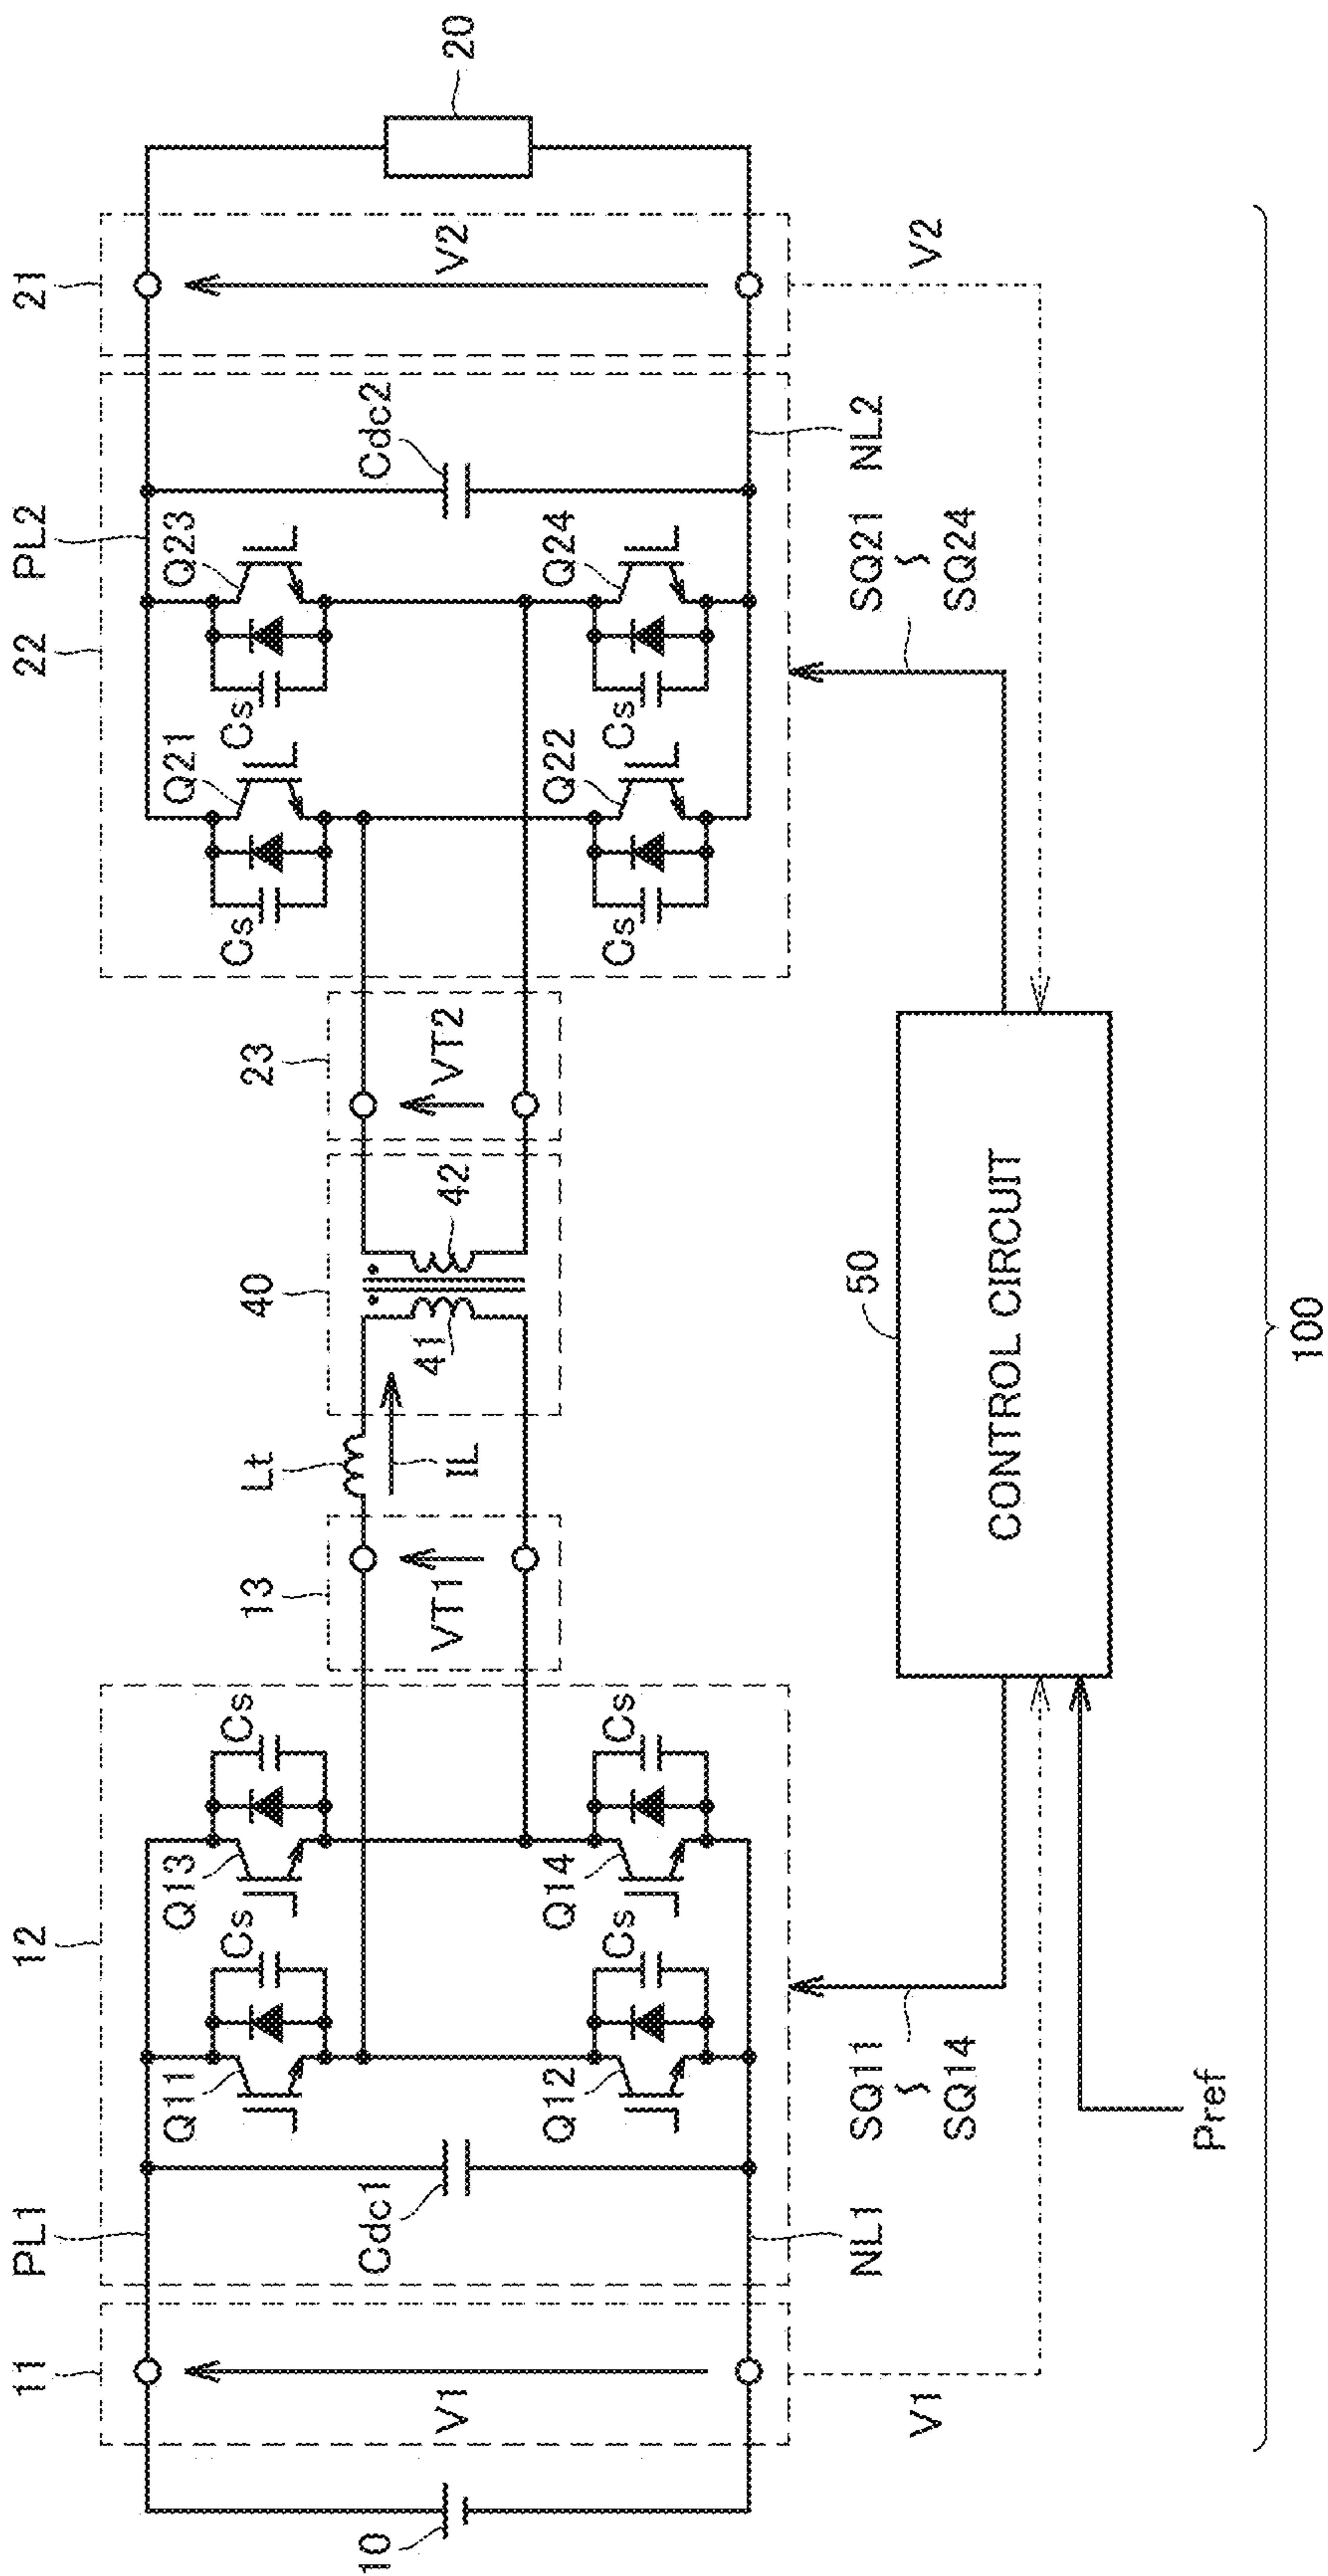 11
PL1
12
22
PL2
21
Q11
Cs
Q13
Cs
13
Lt
40
23
Cs
Q21
Cs
Q23
10
V1
Cdc1
VT1
IL
41
42
VT2
Cdc2
V2
20
Q12
Cs
Q14
Cs
Cs
Q22
Cs
Q24
V1
NL1
SQ11
∫
SQ14
50
CONTROL CIRCUIT
SQ21
∫
SQ24
NL2
V2
Pref
100